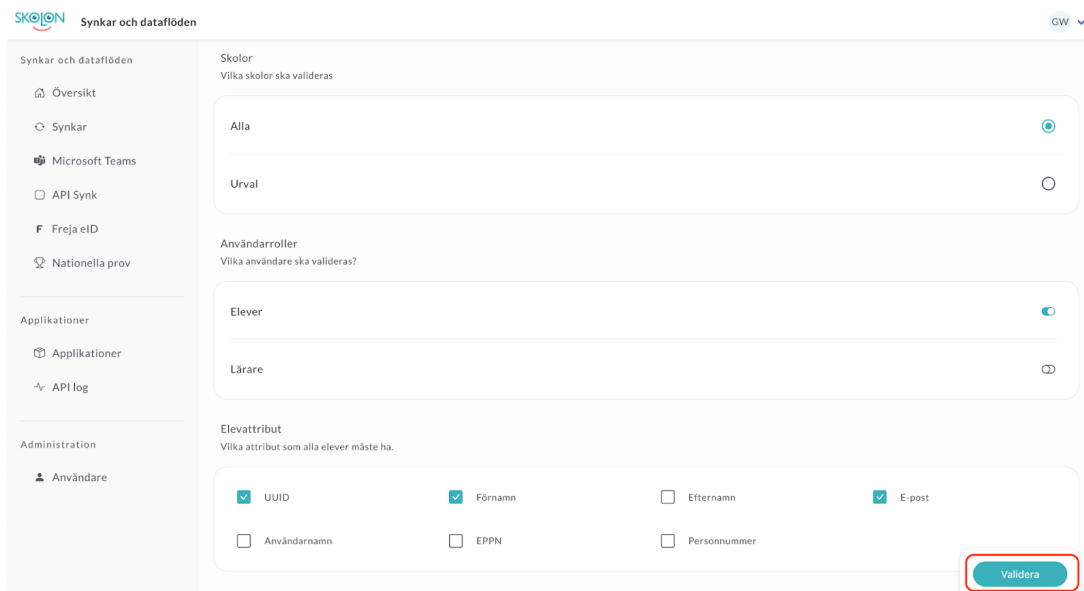 SKOLON
Synkar och dataflöden
GW
Synkar och dataflöden
Översikt
Synkar
Microsoft Teams
API Synk
F Freja eID
Nationella prov
Applikationer
Applikationer
API log
Administration
Användare
Skolor
Vilka skolor ska valideras
Alla
Urval
Användarroller
Vilka användare ska valideras?
Elever
Lärare
Elevattribut
Vilka attribut som alla elever måste ha.
UUID Förnamn Efternamn E-post
Användarnamn EPPN Personnummer
Validera